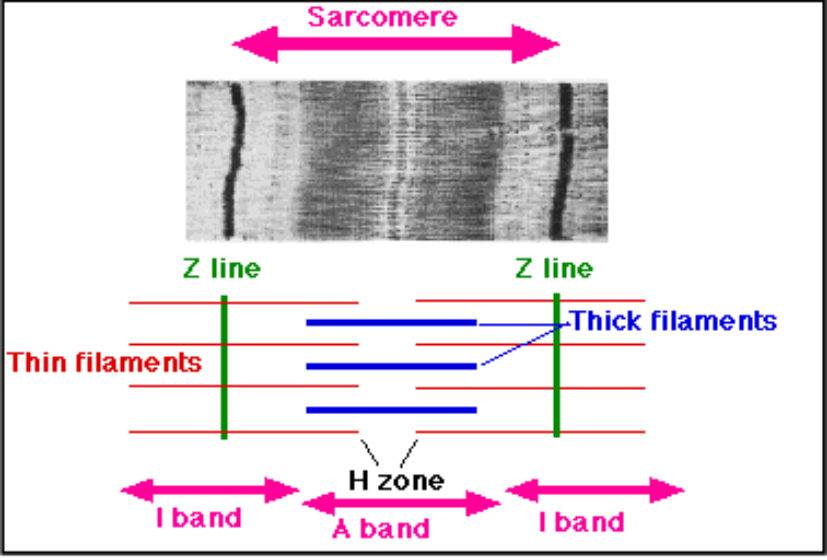 Sarcomere
Z line
Z line
Thick filaments
Thin filaments
H zone
I band
A band
I band